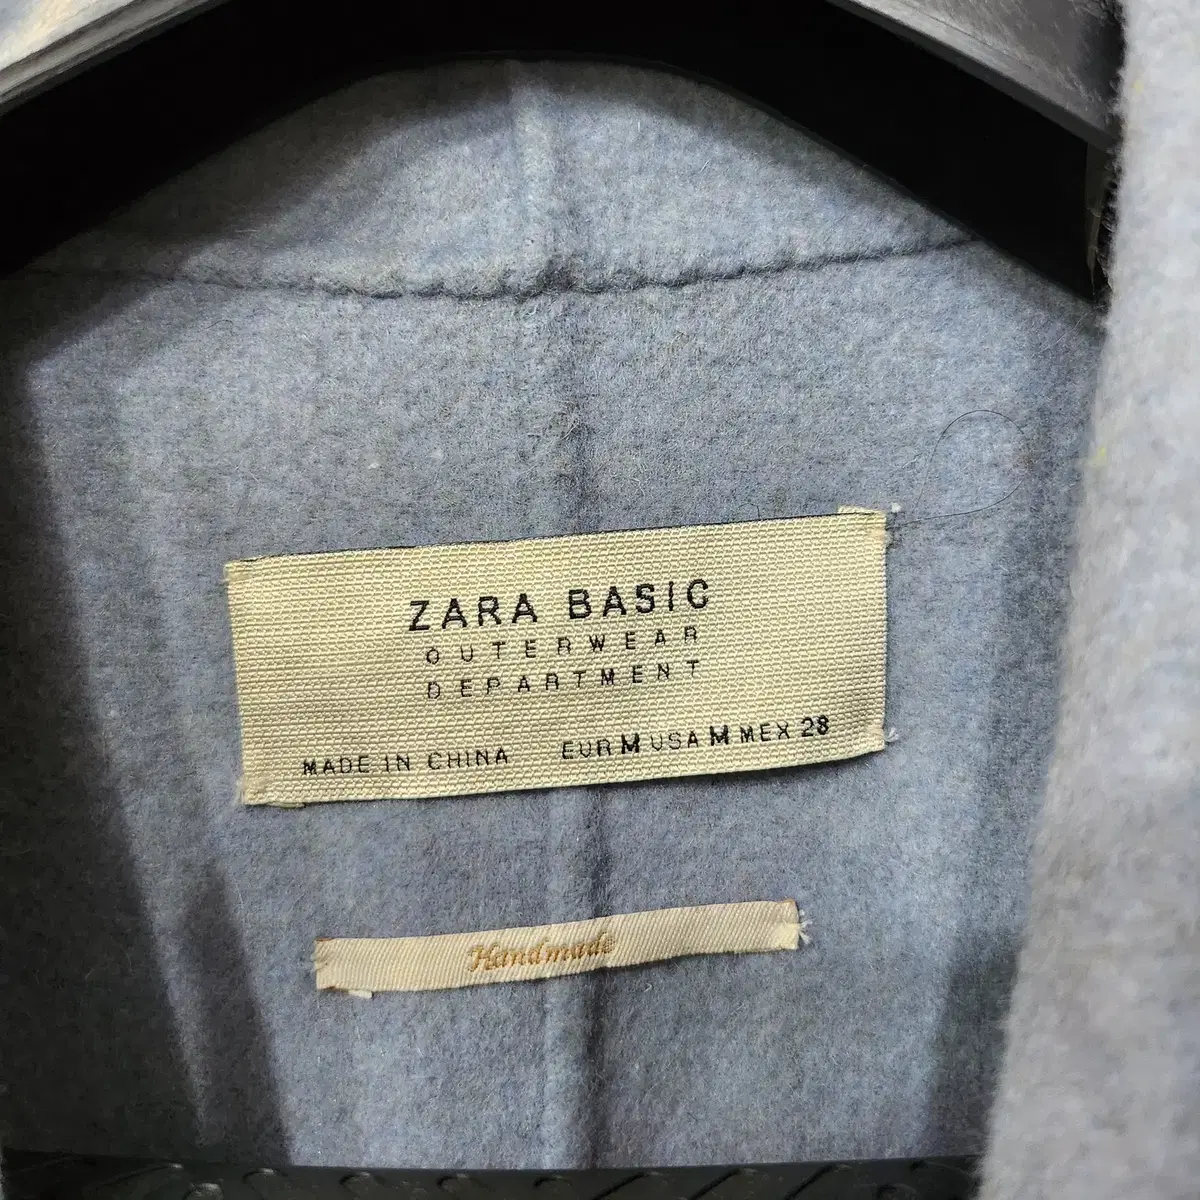 ZARA BASIC
OUTERWEAR
DEPARTMENT
MADE IN CHINA EUR M USA M MEX 28
Handmade